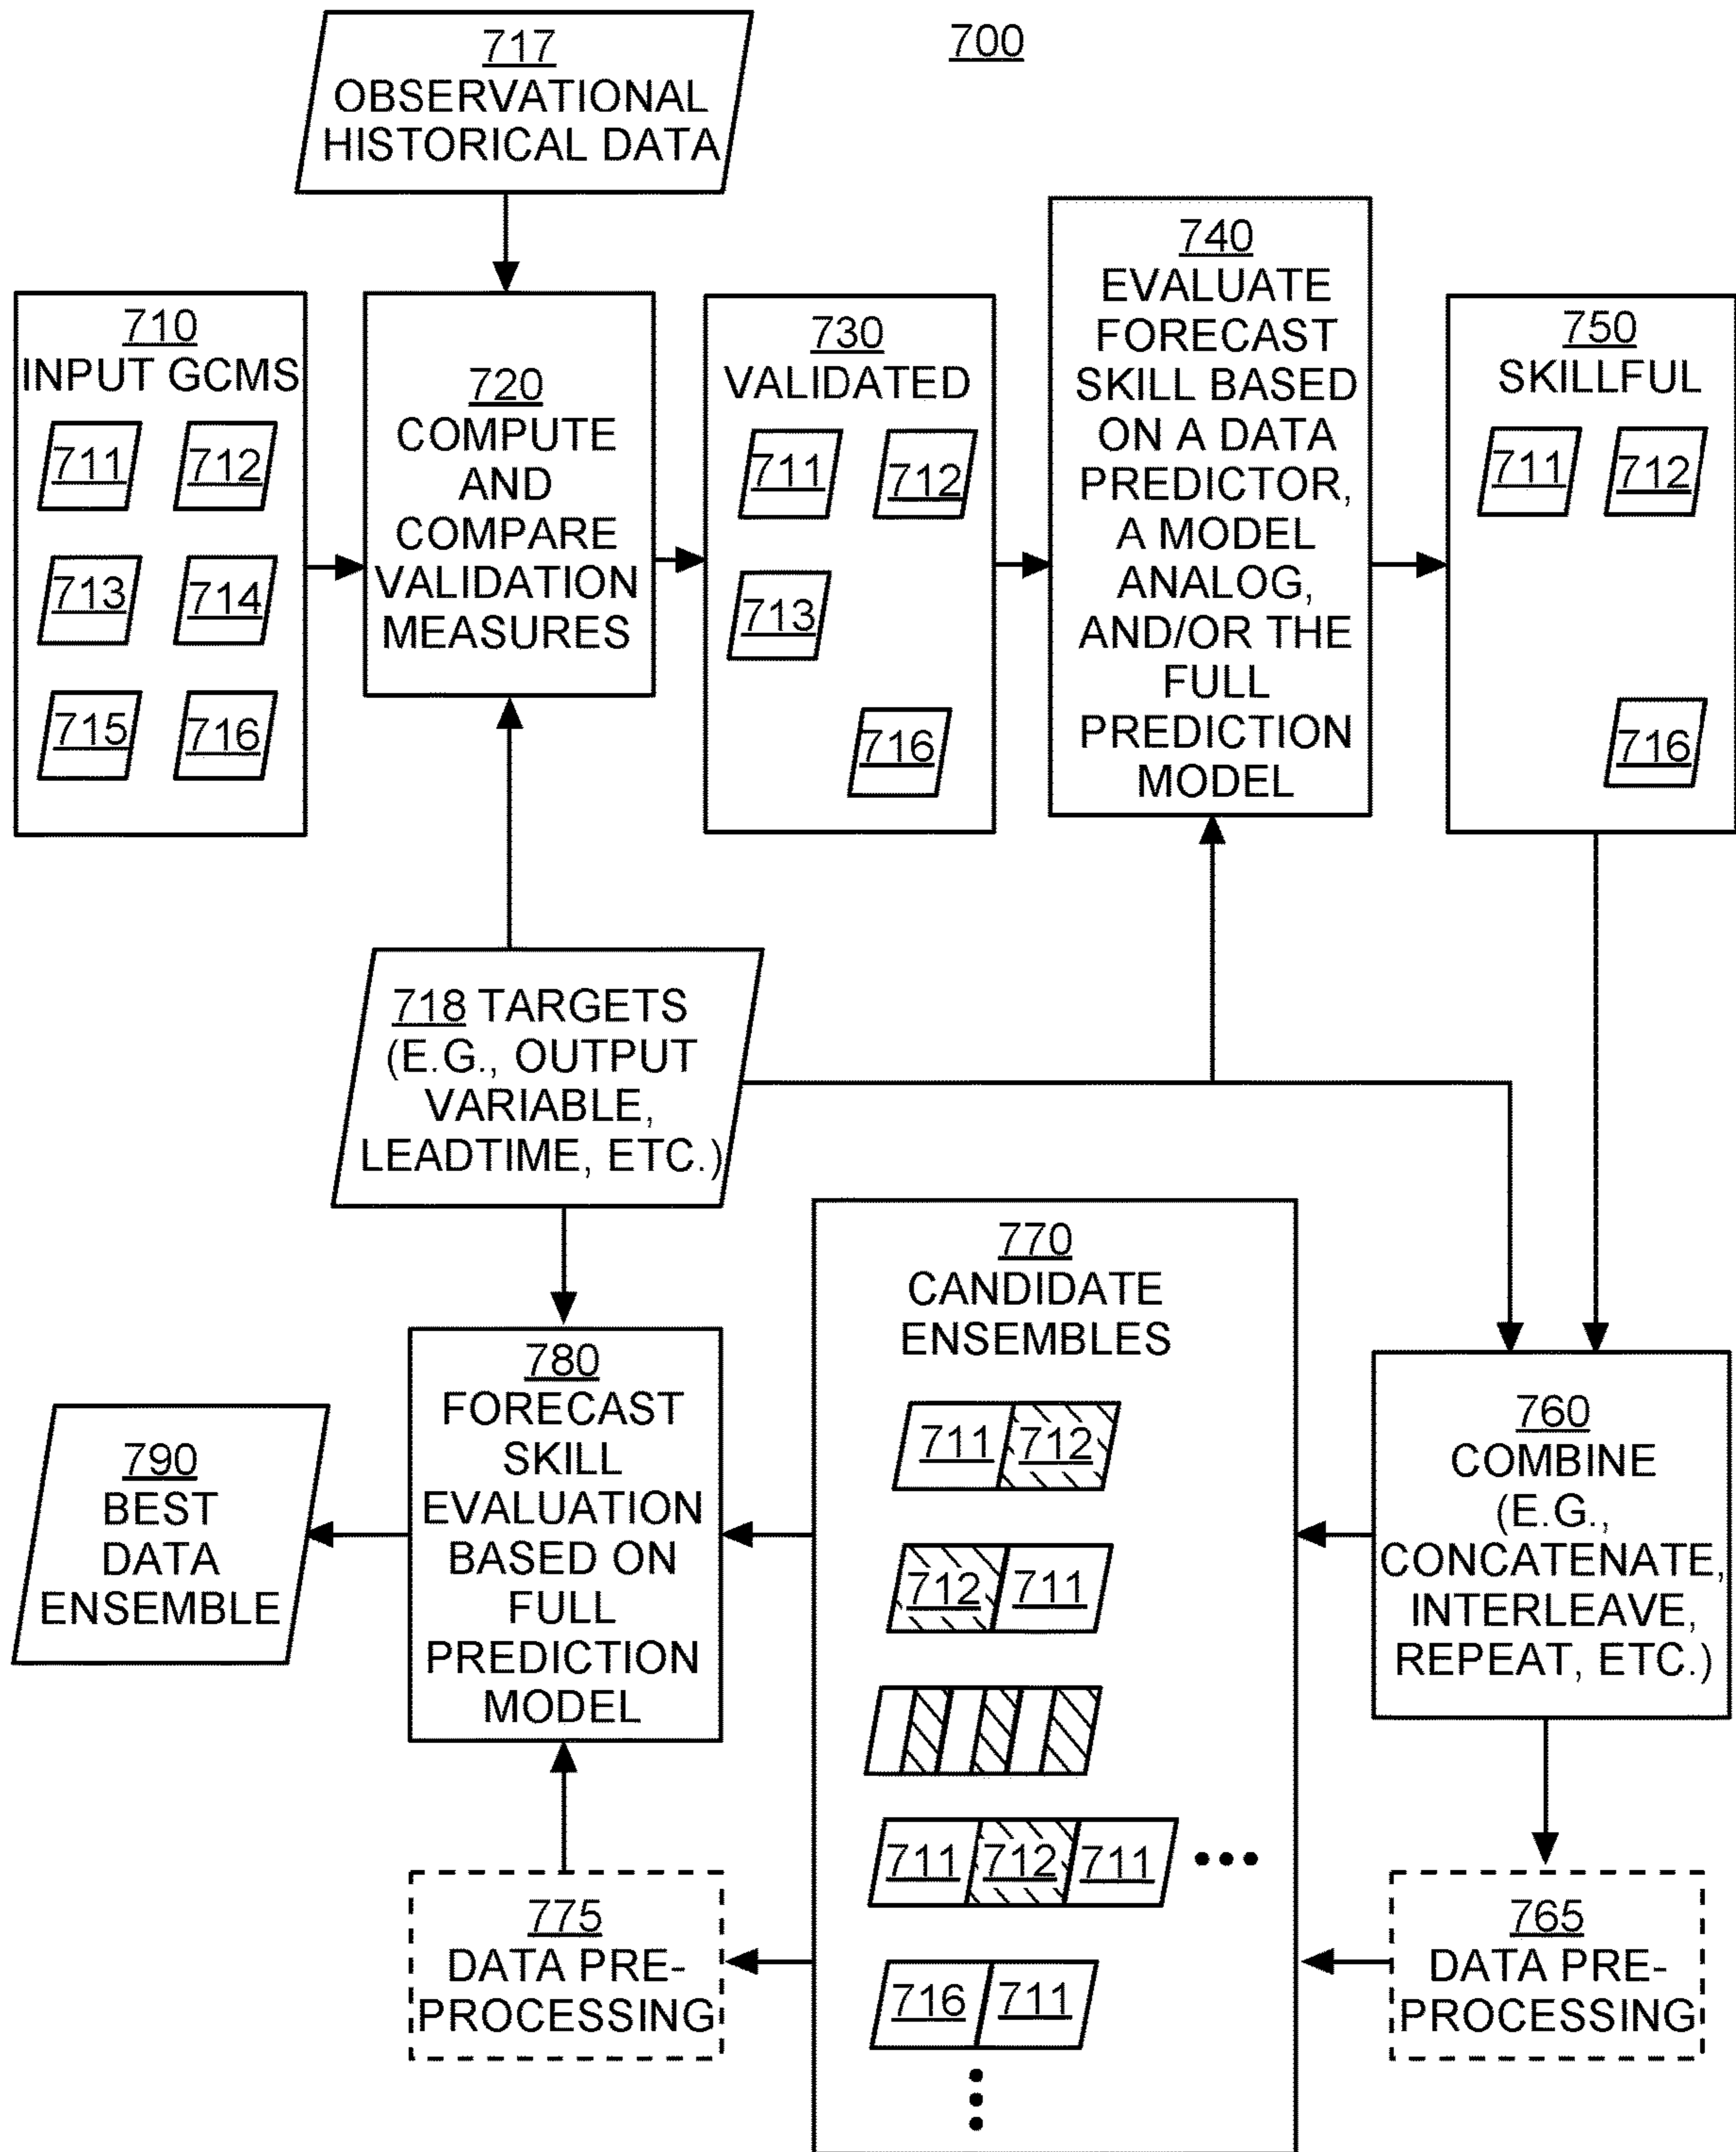 700
717
OBSERVATIONAL
HISTORICAL DATA
710
INPUT GCMS
711 712
713 714
715 716
720
COMPUTE
AND
COMPARE
VALIDATION
MEASURES
730
VALIDATED
711 712
713
716
740
EVALUATE
FORECAST
SKILL BASED
ON A DATA
PREDICTOR,
A MODEL
ANALOG,
AND/OR THE
FULL
PREDICTION
MODEL
750
SKILLFUL
711 712
716
718 TARGETS
(E.G., OUTPUT
VARIABLE,
LEADTIME, ETC.)
760
COMBINE
(E.G.,
CONCATENATE,
INTERLEAVE,
REPEAT, ETC.)
765
DATA PRE-
PROCESSING
770
CANDIDATE
ENSEMBLES
711 712
712 711
711 712 711 •••
716 711
775
DATA PRE-
PROCESSING
780
FORECAST
SKILL
EVALUATION
BASED ON
FULL
PREDICTION
MODEL
790
BEST
DATA
ENSEMBLE